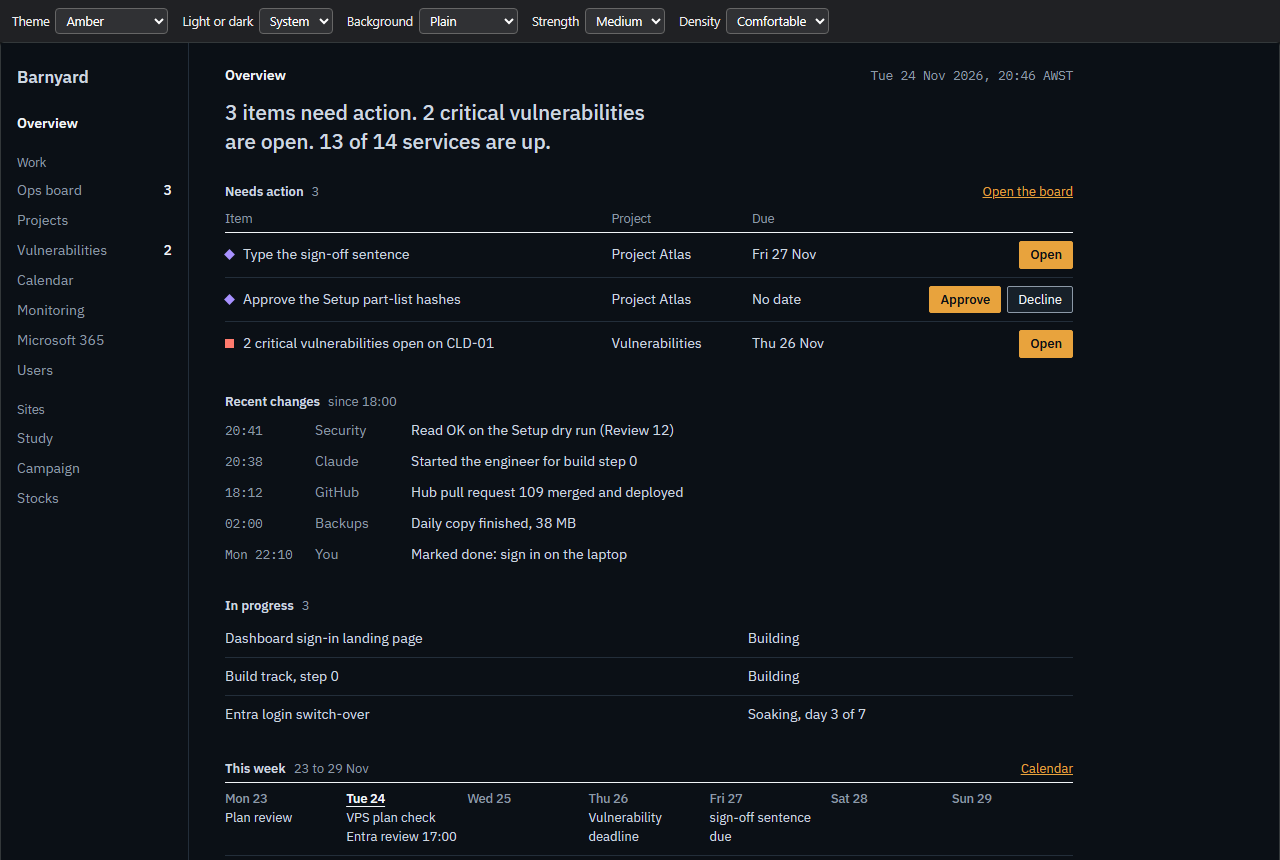 Theme Amber Light or dark System Background Plain Strength Medium Density Comfortable
Barnyard
Overview
Work
Ops board 3
Projects
Vulnerabilities 2
Calendar
Monitoring
Microsoft 365
Users
Sites
Study
Campaign
Stocks
Overview Tue 24 Nov 2026, 20:46 AWST
3 items need action. 2 critical vulnerabilities
are open. 13 of 14 services are up.
Needs action 3 Open the board
Item Project Due
Type the sign-off sentence Project Atlas Fri 27 Nov Open
Approve the Setup part-list hashes Project Atlas No date Approve Decline
2 critical vulnerabilities open on CLD-01 Vulnerabilities Thu 26 Nov Open
Recent changes since 18:00
20:41 Security Read OK on the Setup dry run (Review 12)
20:38 Claude Started the engineer for build step 0
18:12 GitHub Hub pull request 109 merged and deployed
02:00 Backups Daily copy finished, 38 MB
Mon 22:10 You Marked done: sign in on the laptop
In progress 3
Dashboard sign-in landing page Building
Build track, step 0 Building
Entra login switch-over Soaking, day 3 of 7
This week 23 to 29 Nov Calendar
Mon 23 Tue 24 Wed 25 Thu 26 Fri 27 Sat 28 Sun 29
Plan review VPS plan check Vulnerability sign-off sentence
Entra review 17:00 deadline due